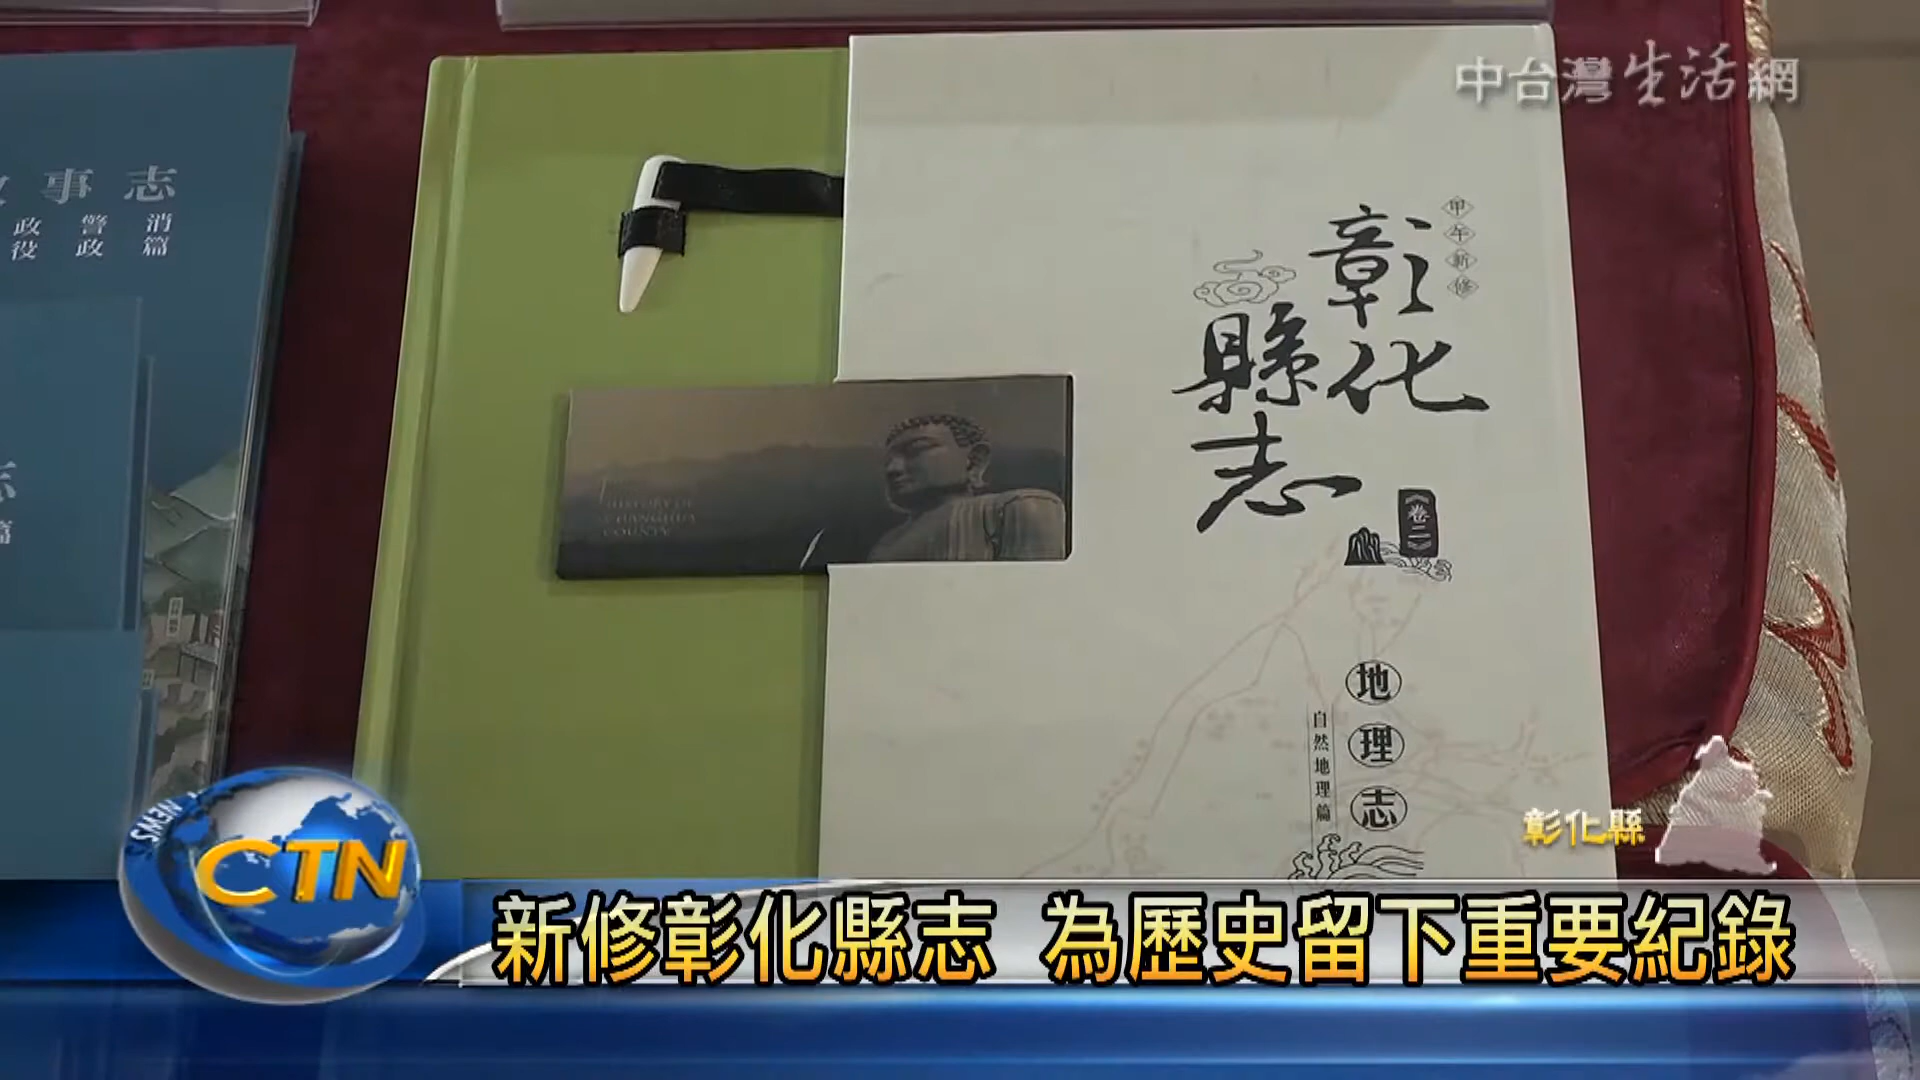 中台灣生活網
事志
政 警 消
役 政 篇
甲午新修
彰化
縣志
《卷二》
HISTORY OF
CHANGHUA
COUNTY
地理志
自然地理篇
彰化縣
NEWS
CTN
新修彰化縣志 為歷史留下重要紀錄